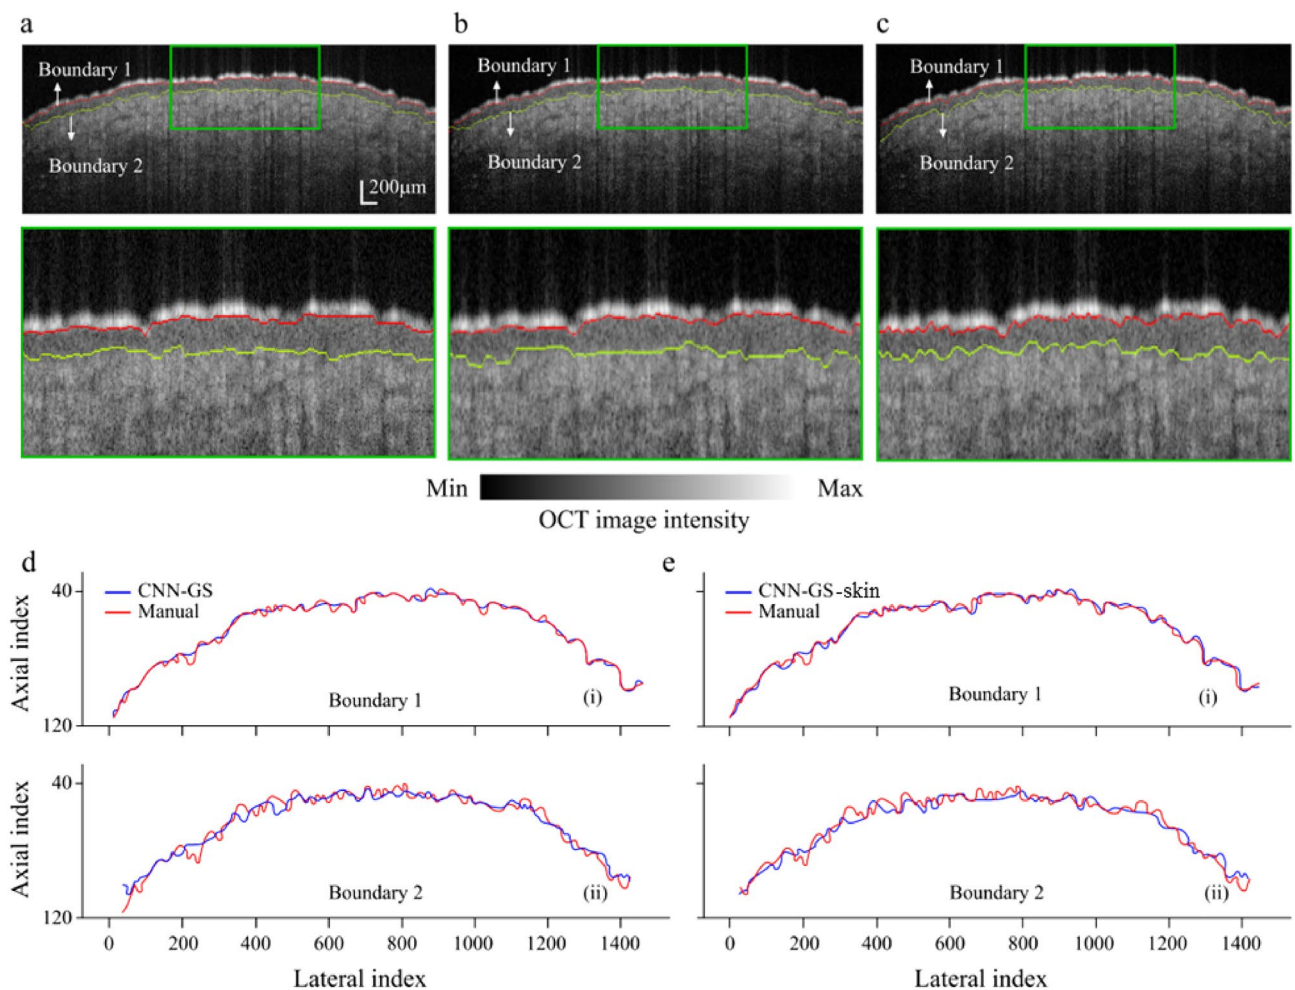 a
b
c
Boundary 1
Boundary 2
200µm
Boundary 1
Boundary 2
Boundary 1
Boundary 2
Min
Max
OCT image intensity
d
40
120
Axial index
CNN-GS
Manual
Boundary 1
(i)
e
CNN-GS-skin
Manual
Boundary 1
(i)
40
120
Axial index
Boundary 2
(ii)
0 200 400 600 800 1000 1200 1400
Lateral index
Boundary 2
(ii)
0 200 400 600 800 1000 1200 1400
Lateral index